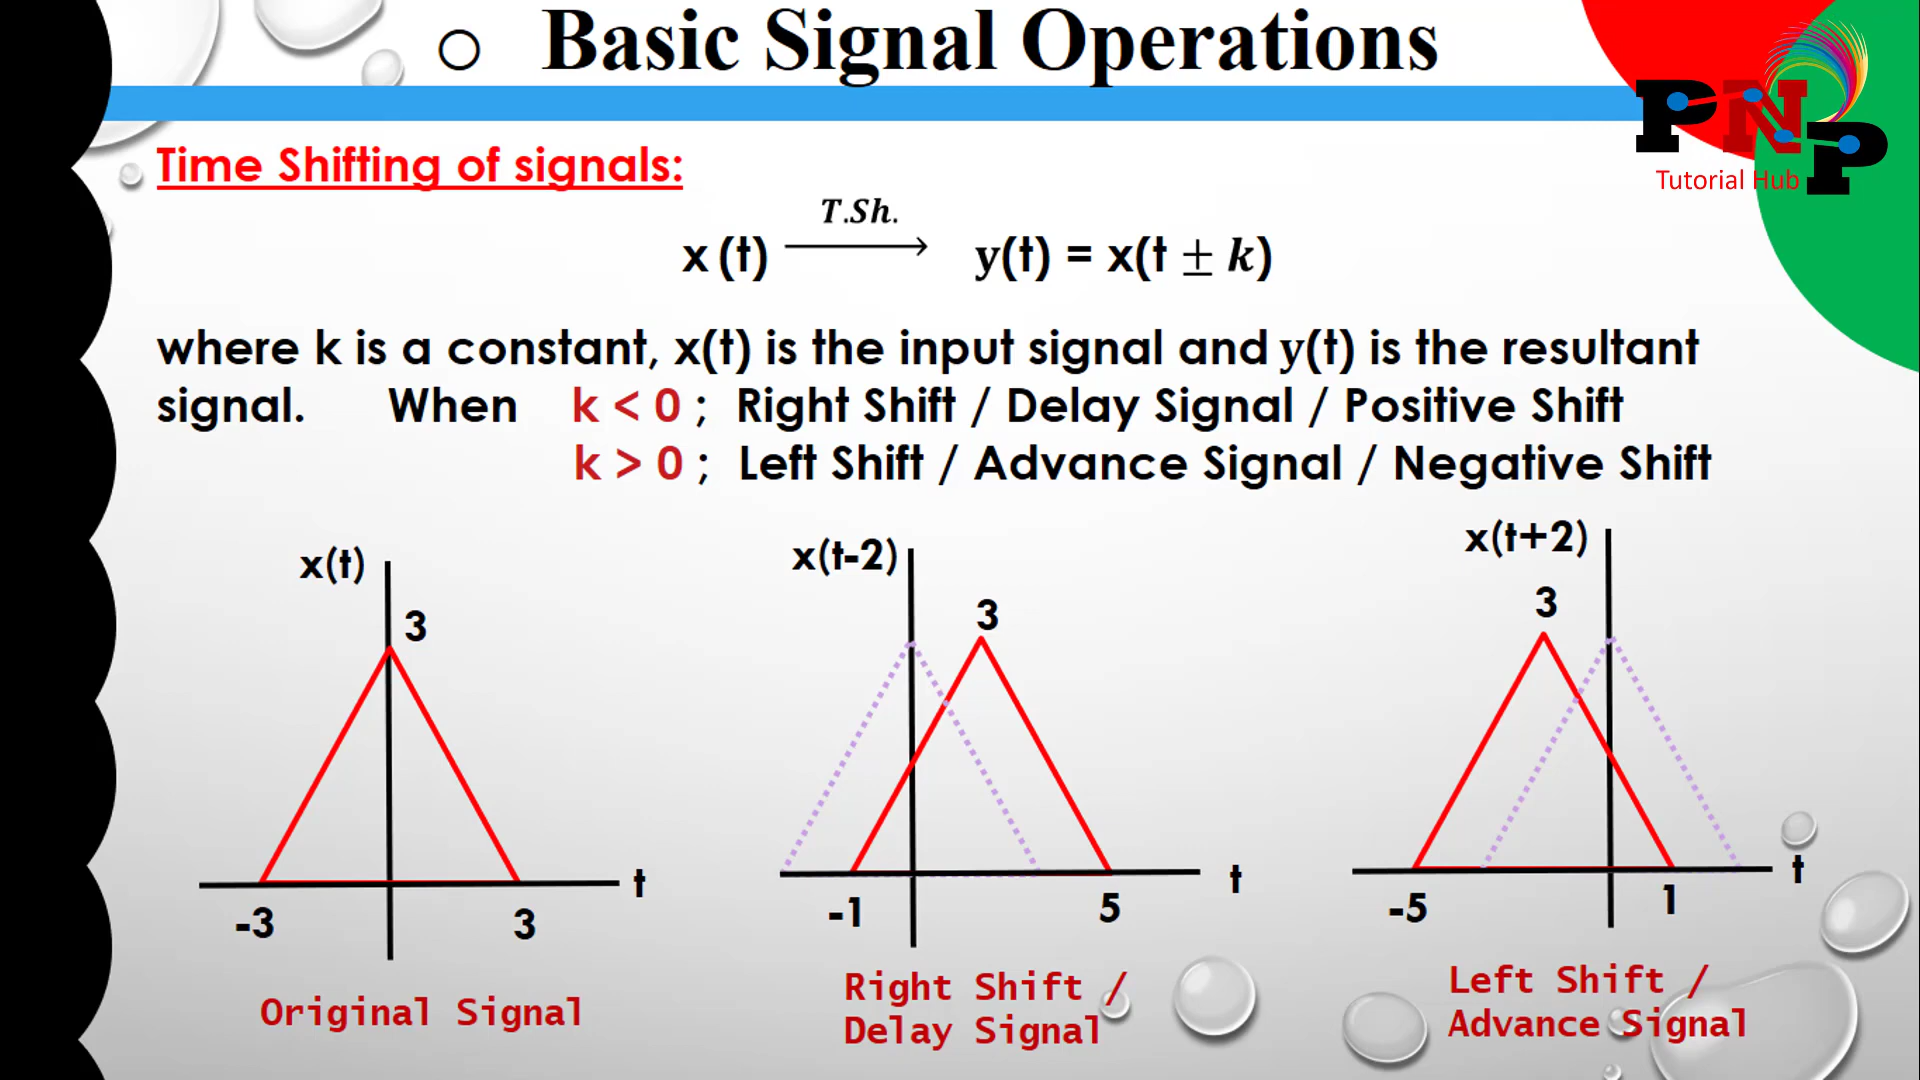 ○ Basic Signal Operations
PNP
Tutorial Hub
Time Shifting of signals:
T.Sh.
x (t) ⟶ y(t) = x(t ± k)
where k is a constant, x(t) is the input signal and y(t) is the resultant
signal. When k < 0 ; Right Shift / Delay Signal / Positive Shift
k > 0 ; Left Shift / Advance Signal / Negative Shift
x(t)
3
t
-3
3
Original Signal
x(t-2)
3
t
-1
5
Right Shift /
Delay Signal
x(t+2)
3
t
-5
1
Left Shift /
Advance Signal